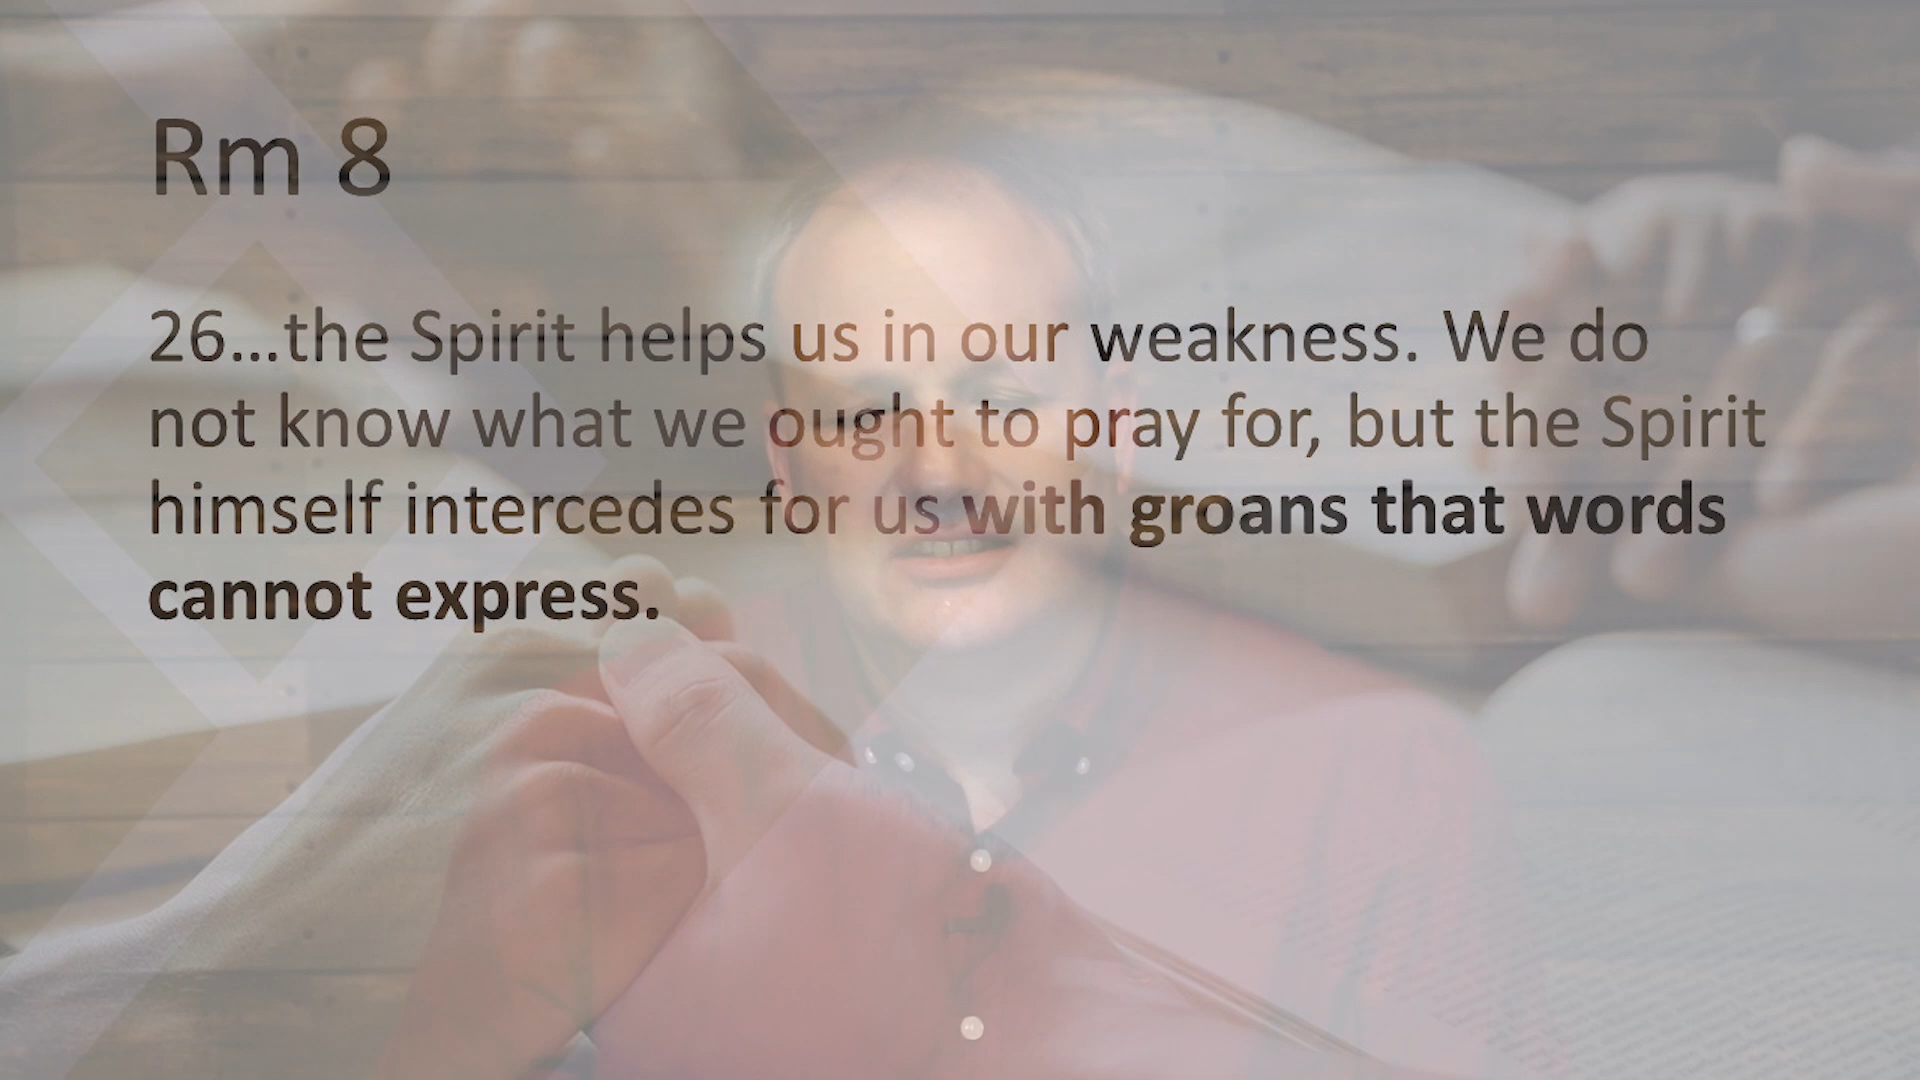 Rm 8
26...the Spirit helps us in our weakness. We do
not know what we ought to pray for, but the Spirit
himself intercedes for us with groans that words
cannot express.